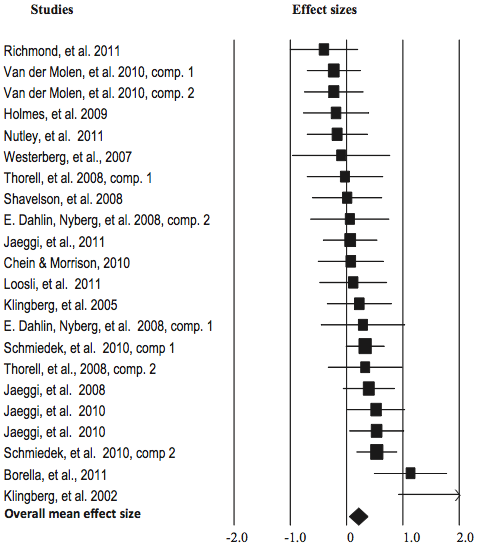 Studies Effect sizes
Richmond, et al. 2011
Van der Molen, et al. 2010, comp. 1
Van der Molen, et al. 2010, comp. 2
Holmes, et al. 2009
Nutley, et al. 2011
Westerberg, et al., 2007
Thorell, et al. 2008, comp. 1
Shavelson, et al. 2008
E. Dahlin, Nyberg, et al. 2008, comp. 2
Jaeggi, et al., 2011
Chein & Morrison, 2010
Loosli, et al. 2011
Klingberg, et al. 2005
E. Dahlin, Nyberg, et al. 2008, comp. 1
Schmiedek, et al. 2010, comp 1
Thorell, et al., 2008, comp. 2
Jaeggi, et al. 2008
Jaeggi, et al. 2010
Jaeggi, et al. 2010
Schmiedek, et al. 2010, comp 2
Borella, et al., 2011
Klingberg, et al. 2002
Overall mean effect size
-2.0 -1.0 0 1.0 2.0